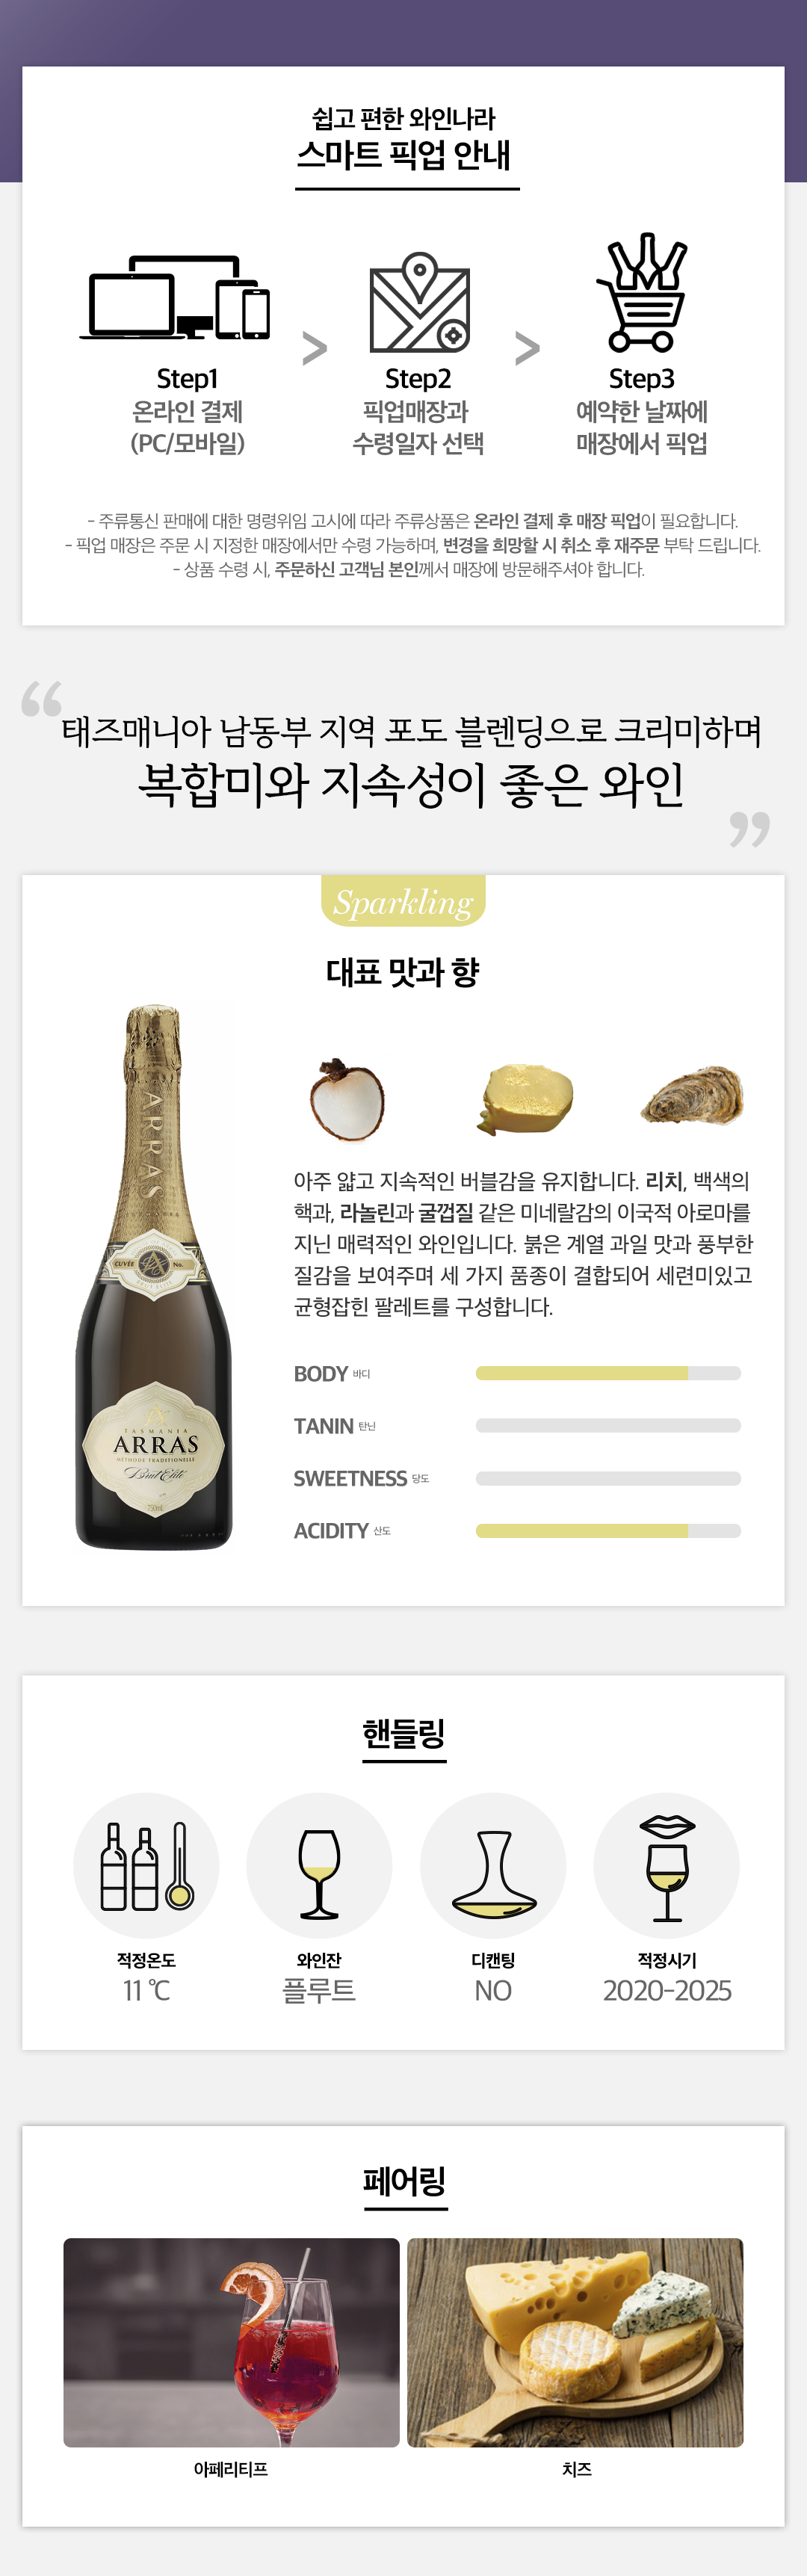 쉽고 편한 와인나라
스마트 픽업 안내
Step1
온라인 결제
(PC/모바일)
>
Step2
픽업매장과
수령일자 선택
>
Step3
예약한 날짜에
매장에서 픽업
- 주류통신 판매에 대한 명령위임 고시에 따라 주류상품은 온라인 결제 후 매장 픽업이 필요합니다.
- 픽업 매장은 주문 시 지정한 매장에서만 수령 가능하며, 변경을 희망할 시 취소 후 재주문 부탁 드립니다.
- 상품 수령 시, 주문하신 고객님 본인께서 매장에 방문해주셔야 합니다.
“태즈매니아 남동부 지역 포도 블렌딩으로 크리미하며
복합미와 지속성이 좋은 와인”
Sparkling
대표 맛과 향
ARRAS
CUVÉE
No.
TASMANIA
ARRAS
MÉTHODE TRADITIONELLE
Brut Elite
750mL
아주 얇고 지속적인 버블감을 유지합니다. 리치, 백색의
핵과, 라놀린과 굴껍질 같은 미네랄감의 이국적 아로마를
지닌 매력적인 와인입니다. 붉은 계열 과일 맛과 풍부한
질감을 보여주며 세 가지 품종이 결합되어 세련미있고
균형잡힌 팔레트를 구성합니다.
BODY 바디
TANIN 탄닌
SWEETNESS 당도
ACIDITY 산도
핸들링
적정온도
11 ℃
와인잔
플루트
디캔팅
NO
적정시기
2020-2025
페어링
아페리티프
치즈